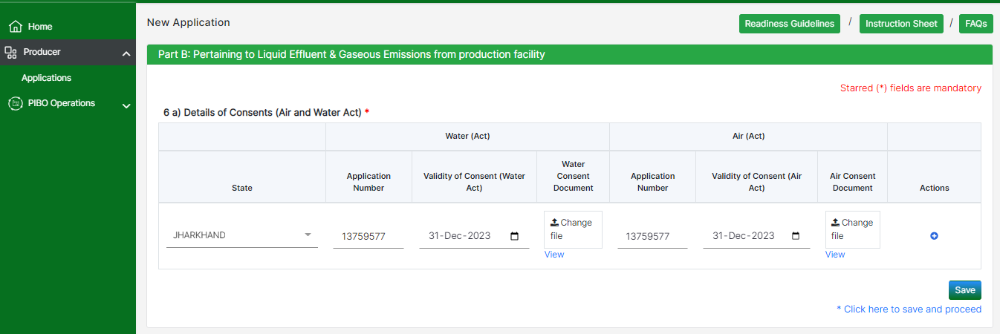 Home
Producer
Applications
PIBO Operations
New Application
Readiness Guidelines / Instruction Sheet / FAQs
Part B: Pertaining to Liquid Effluent & Gaseous Emissions from production facility
Starred (*) fields are mandatory
6 a) Details of Consents (Air and Water Act) *
Water (Act)
Air (Act)
State
Application
Number
Validity of Consent (Water
Act)
Water
Consent
Document
Application
Number
Validity of Consent (Air
Act)
Air Consent
Document
Actions
JHARKHAND
13759577
31-Dec-2023
Change
file
View
13759577
31-Dec-2023
Change
file
View
Save
* Click here to save and proceed